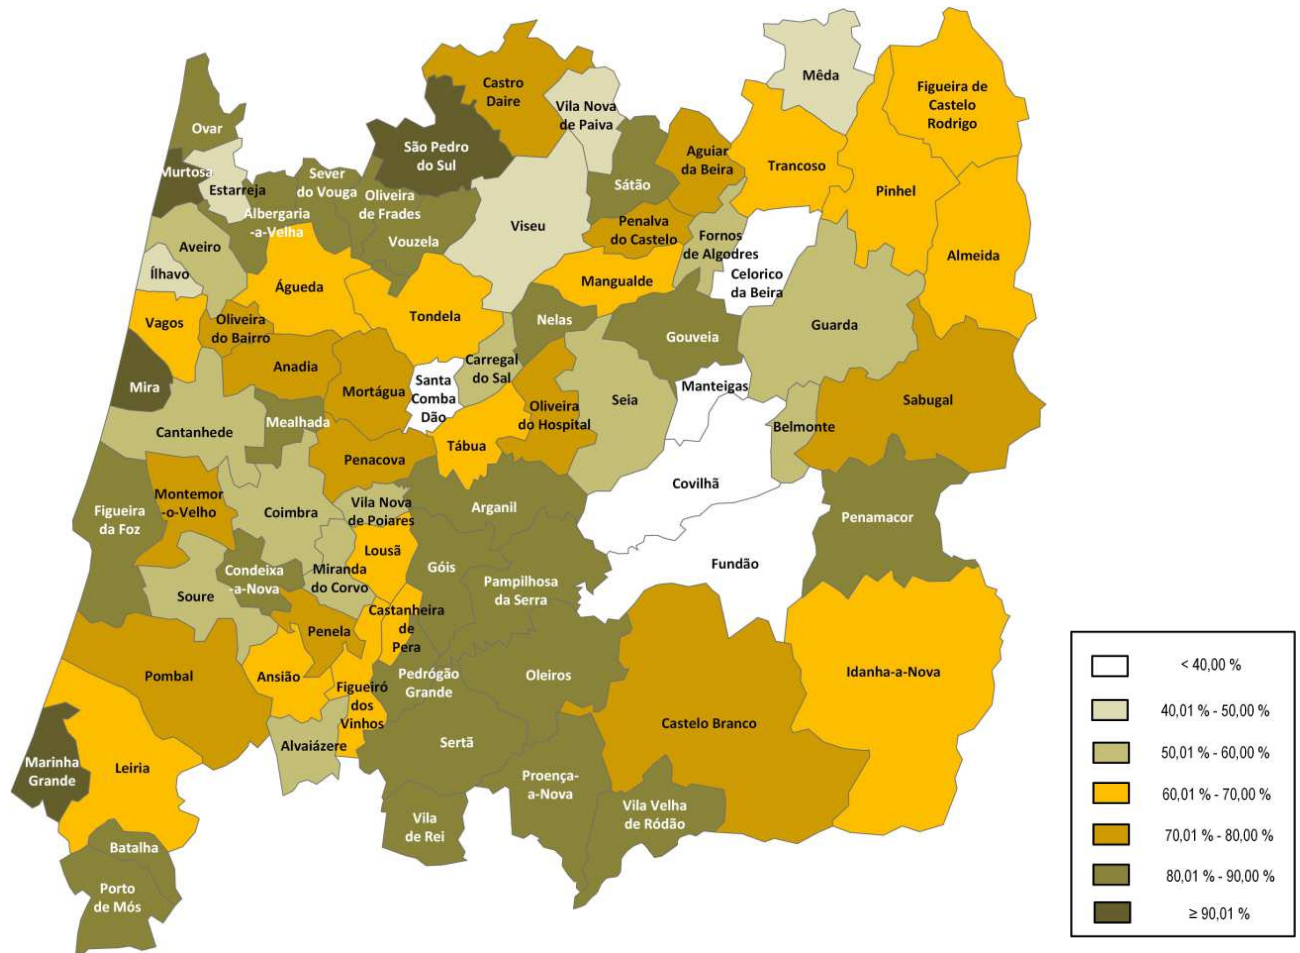 Castro
Daire
Mêda
Figueira de
Castelo
Rodrigo
Vila Nova
de Paiva
Ovar
São Pedro
do Sul
Aguiar
da Beira
Trancoso
Murtosa
Estarreja
Sever
do Vouga
Oliveira
de Frades
Sátão
Pinhel
Albergaria
-a-Velha
Viseu
Penalva
do Castelo
Vouzela
Aveiro
Fornos
de Algodres
Almeida
Ílhavo
Águeda
Mangualde
Celorico
da Beira
Tondela
Vagos
Oliveira
do Bairro
Nelas
Gouveia
Guarda
Anadia
Carregal
do Sal
Mira
Mortágua
Santa
Comba
Dão
Manteigas
Seia
Sabugal
Oliveira
do Hospital
Mealhada
Cantanhede
Belmonte
Tábua
Penacova
Covilhã
Montemor
-o-Velho
Vila Nova
de Poiares
Arganil
Figueira
da Foz
Coimbra
Penamacor
Lousã
Fundão
Condeixa
-a-Nova
Miranda
do Corvo
Góis
Pampilhosa
da Serra
Soure
Castanheira
de
Pera
Penela
Pombal
Ansião
Pedrógão
Grande
Oleiros
Idanha-a-Nova
Figueiró
dos
Vinhos
Castelo Branco
Alvaiázere
Sertã
Marinha
Grande
Leiria
Proença-
a-Nova
Vila
de Rei
Vila Velha
de Ródão
Batalha
Porto
de Mós
< 40,00 %
40,01 % - 50,00 %
50,01 % - 60,00 %
60,01 % - 70,00 %
70,01 % - 80,00 %
80,01 % - 90,00 %
≥ 90,01 %